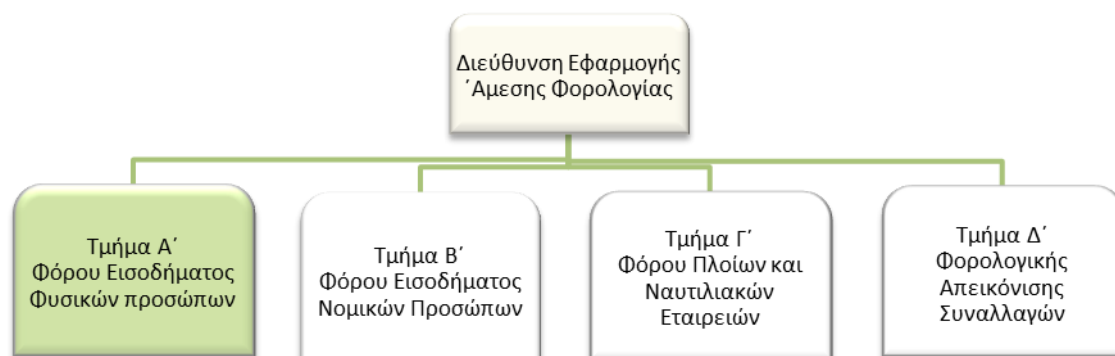 Διεύθυνση Εφαρμογής
΄Αμεσης Φορολογίας
Τμήμα Α΄
Φόρου Εισοδήματος
Φυσικών προσώπων
Τμήμα Β΄
Φόρου Εισοδήματος
Νομικών Προσώπων
Τμήμα Γ΄
Φόρου Πλοίων και
Ναυτιλιακών
Εταιρειών
Τμήμα Δ΄
Φορολογικής
Απεικόνισης
Συναλλαγών